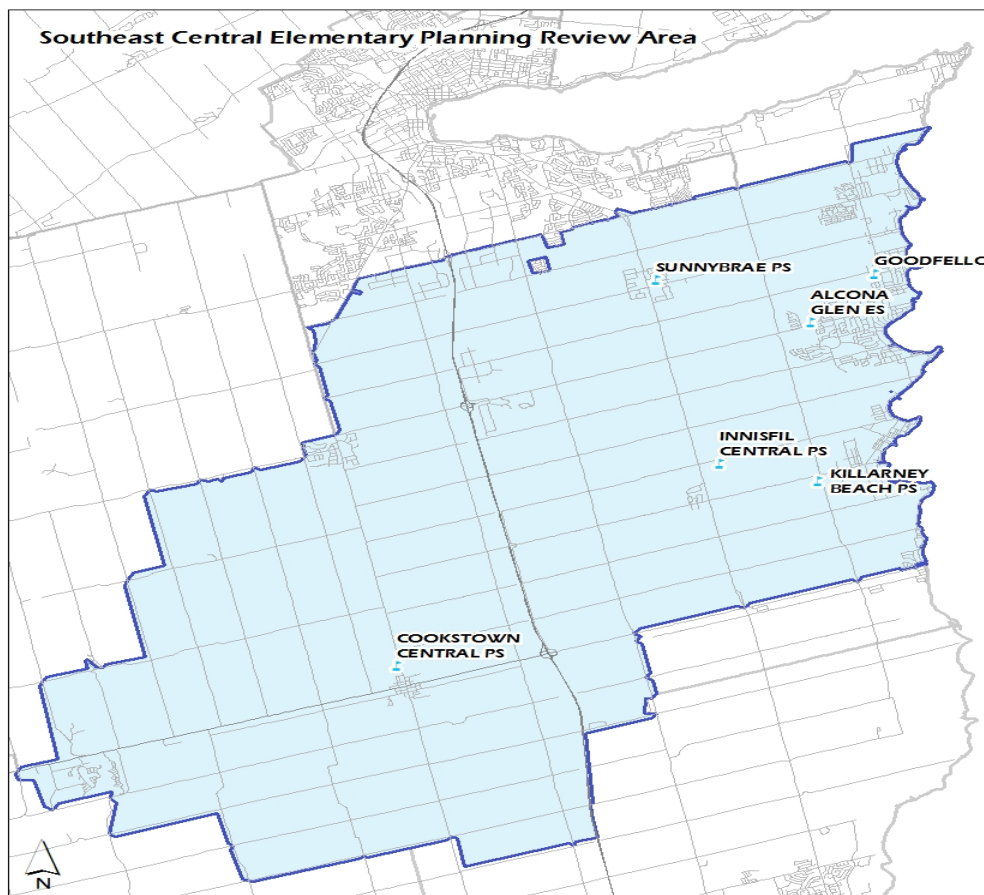 Southeast Central Elementary Planning Review Area
SUNNYBRAE PS
GOODFELLO
ALCONA
GLEN ES
INNISFIL
CENTRAL PS
KILLARNEY
BEACH PS
COOKSTOWN
CENTRAL PS
N